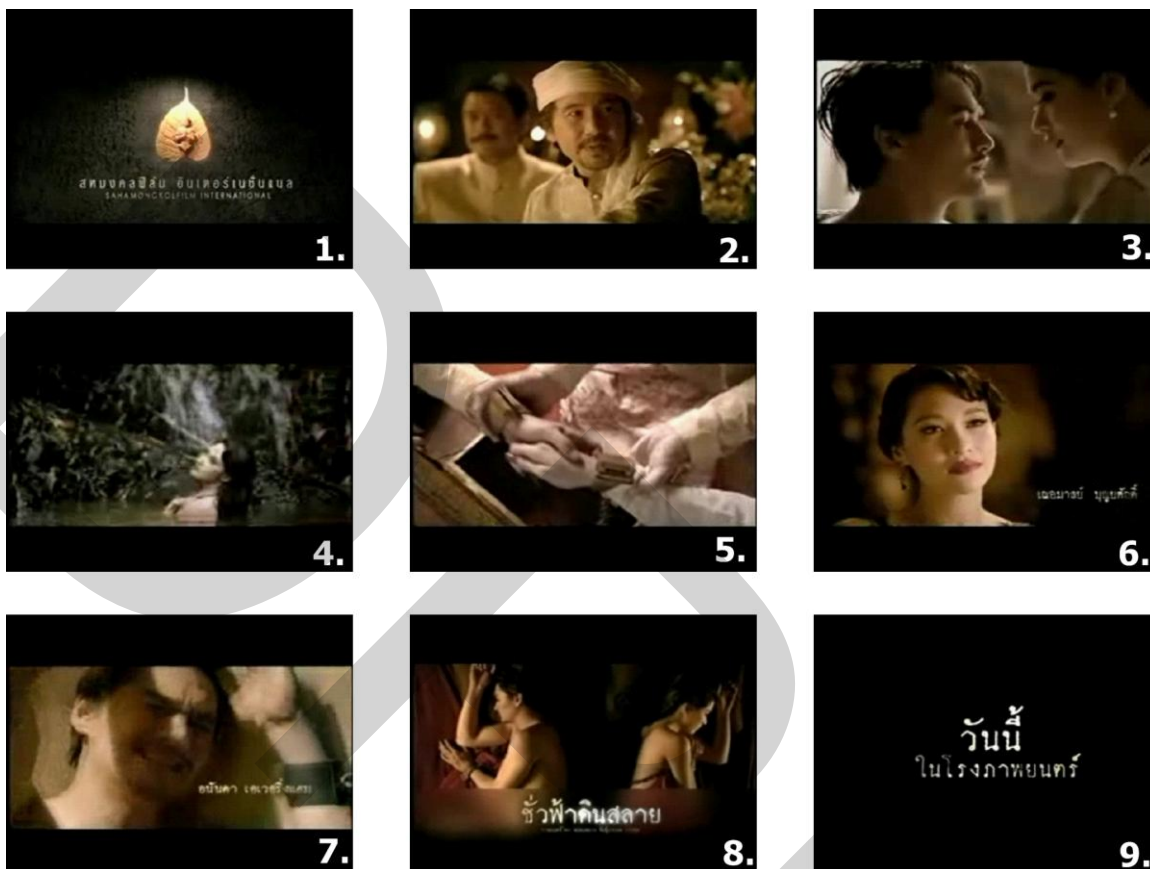 สหมงคลฟิล์ม อินเตอร์เนชั่นแนล
SAHAMONGKOLFILM INTERNATIONAL
1.
2.
3.
4.
5.
เฌอมาลย์ บุญยศักดิ์
6.
อนันดา เอเวอริ่งแฮม
7.
ชั่วฟ้าดินสลาย
8.
วันนี้
ในโรงภาพยนตร์
9.